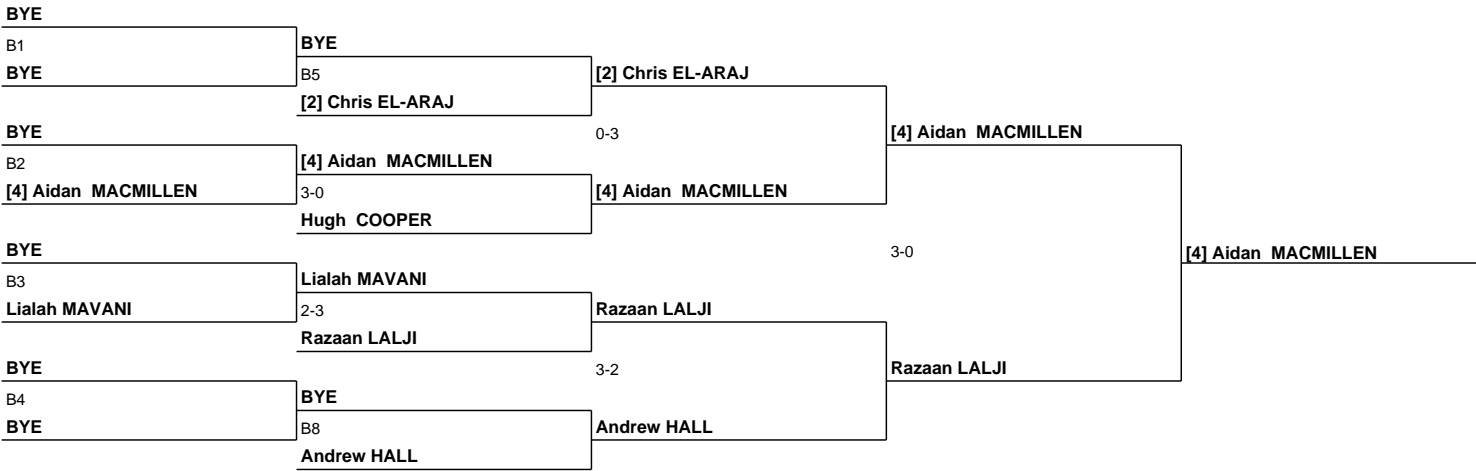 BYE
B1
BYE
BYE
B5
[2] Chris EL-ARAJ
[2] Chris EL-ARAJ
BYE
0-3
[4] Aidan MACMILLEN
B2
[4] Aidan MACMILLEN
[4] Aidan MACMILLEN
3-0
[4] Aidan MACMILLEN
Hugh COOPER
BYE
3-0
[4] Aidan MACMILLEN
B3
Lialah MAVANI
Lialah MAVANI
2-3
Razaan LALJI
Razaan LALJI
BYE
3-2
Razaan LALJI
B4
BYE
BYE
B8
Andrew HALL
Andrew HALL